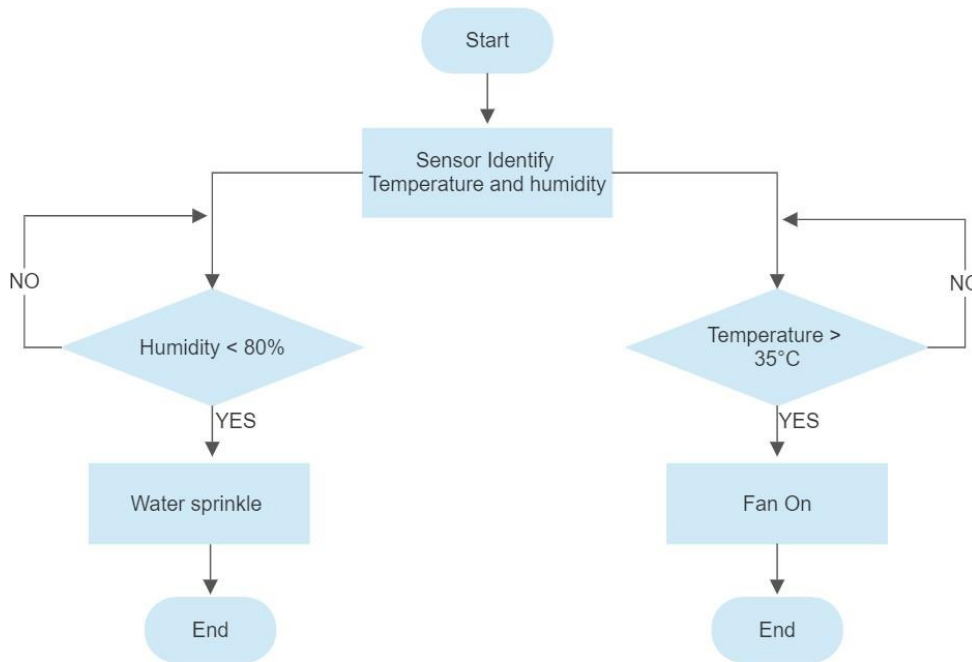 Start
Sensor Identify
Temperature and humidity
NO
NO
Humidity < 80%
Temperature >
35°C
YES
YES
Water sprinkle
Fan On
End
End